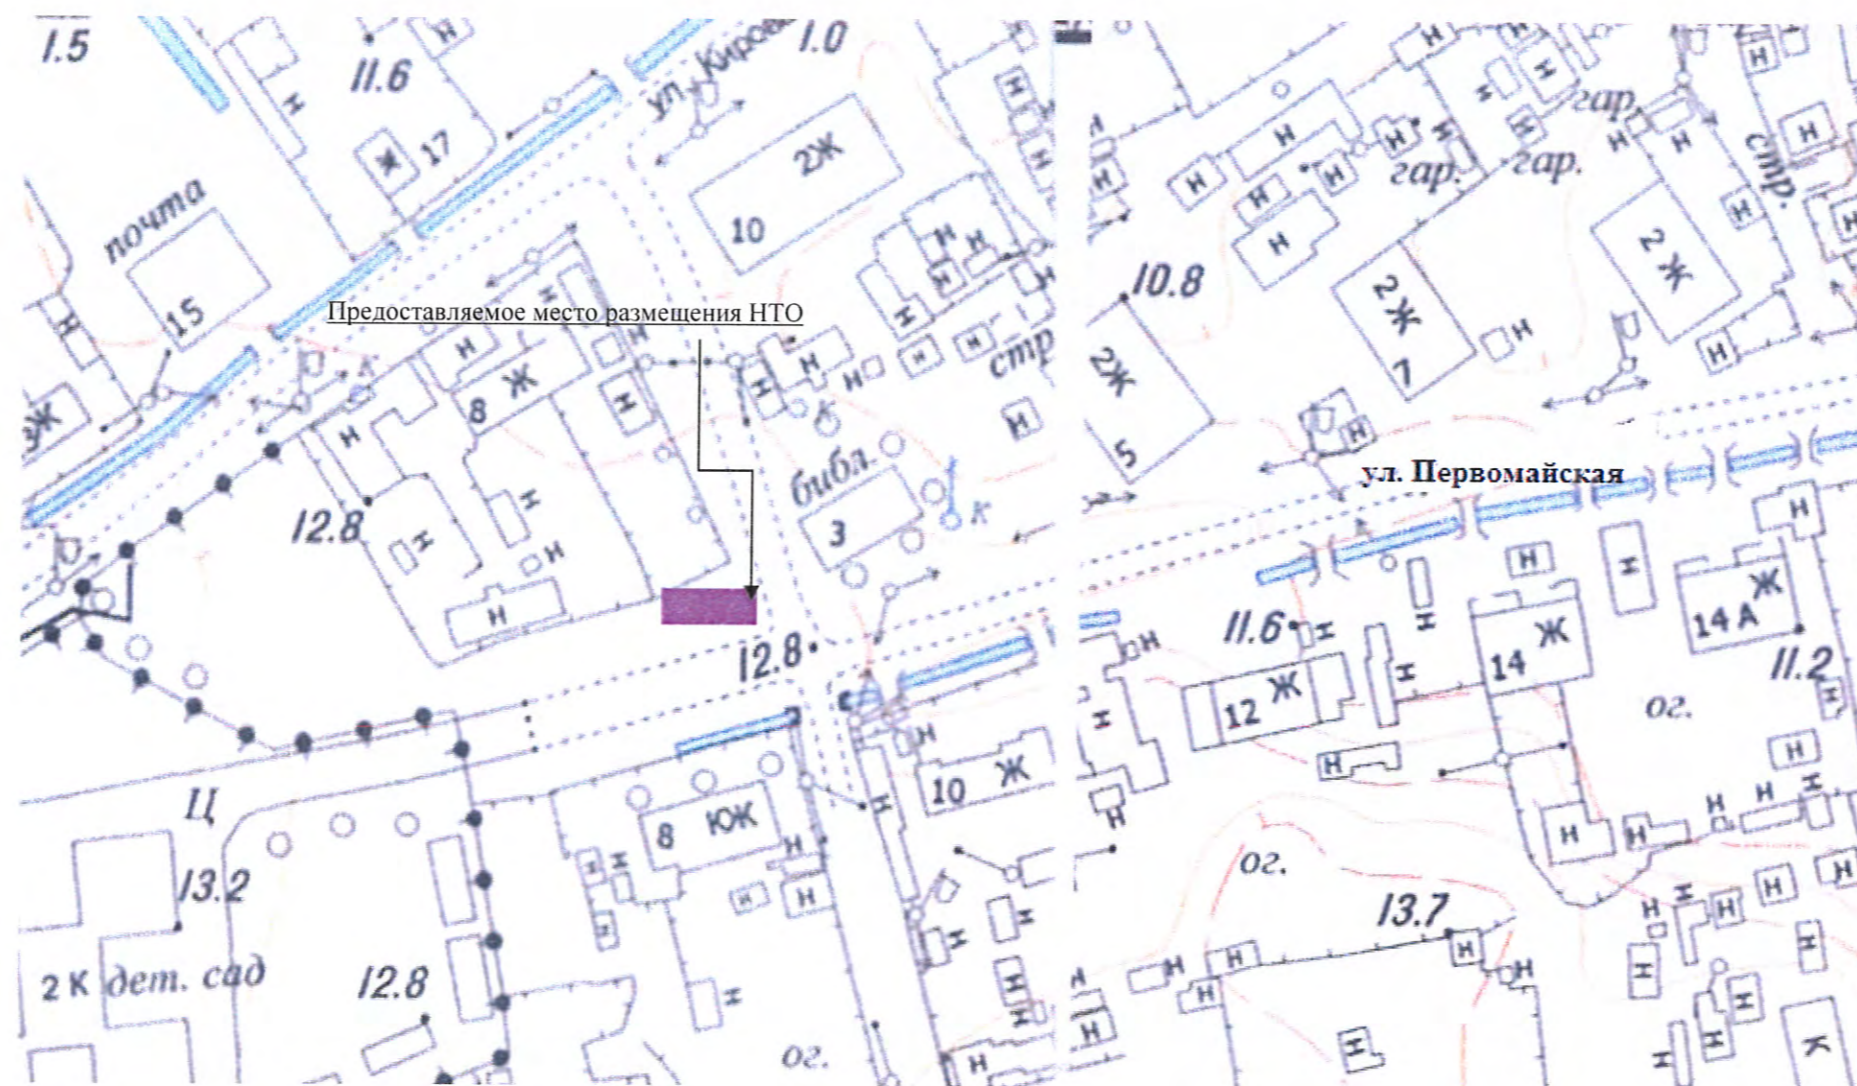 1.5
11.6
Н
ул. Кирова
1.0
Н
Н
Ж
17
2Ж
10
почта
15
Н
Н
гар.
гар.
гар.
стр.
Н
Н
10.8
2Ж
7
2Ж
Н
2Ж
5
Предоставляемое место размещения НТО
Н
8
Ж
Н
Н
К
стр
библ.
3
К
К
ул. Первомайская
12.8
Н
Н
Н
Н
12.8
11.6
Н
Н
12
Ж
14
Ж
14 А
Ж
11.2
ог.
Н
Н
10
Ж
8
ЮЖ
Ц
13.2
2 К дет. сад
12.8
ог.
13.7
Н
Н
Н
Н
К
ог.